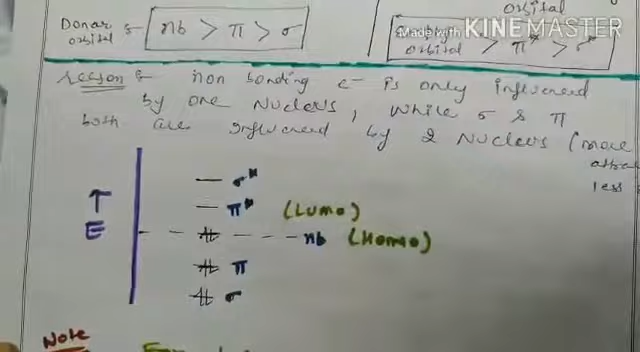 orbital
Donar orbital :- nb > π > σ
Made with KINEMASTER
orbital > π* > σ*
reason :- non bonding e- is only influenced
by one Nucleus, while σ & π
both are influenced by 2 Nucleus (more
less
↑ E
σ*
π* (LUMO)
nb (HOMO)
π
σ
Note